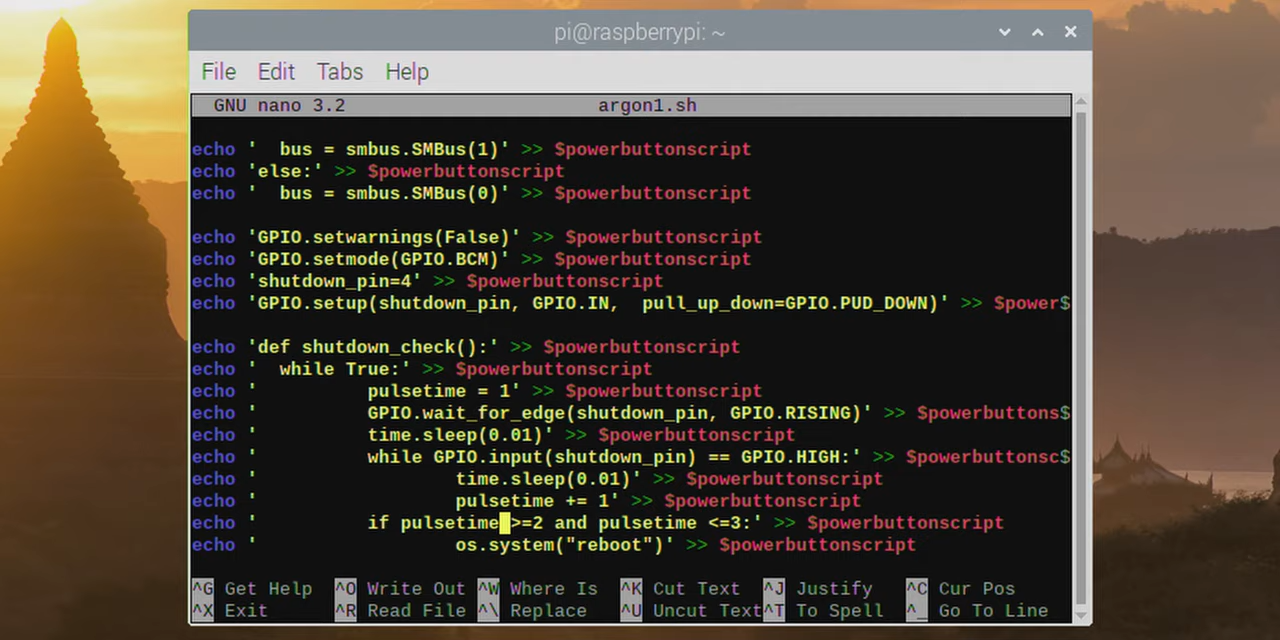 pi@raspberrypi: ~
File Edit Tabs Help
GNU nano 3.2 argon1.sh
echo '  bus = smbus.SMBus(1)' >> $powerbuttonscript
echo 'else:' >> $powerbuttonscript
echo '  bus = smbus.SMBus(0)' >> $powerbuttonscript
echo 'GPIO.setwarnings(False)' >> $powerbuttonscript
echo 'GPIO.setmode(GPIO.BCM)' >> $powerbuttonscript
echo 'shutdown_pin=4' >> $powerbuttonscript
echo 'GPIO.setup(shutdown_pin, GPIO.IN,  pull_up_down=GPIO.PUD_DOWN)' >> $power$
echo 'def shutdown_check():' >> $powerbuttonscript
echo '  while True:' >> $powerbuttonscript
echo '          pulsetime = 1' >> $powerbuttonscript
echo '          GPIO.wait_for_edge(shutdown_pin, GPIO.RISING)' >> $powerbuttons$
echo '          time.sleep(0.01)' >> $powerbuttonscript
echo '          while GPIO.input(shutdown_pin) == GPIO.HIGH:' >> $powerbuttonsc$
echo '                  time.sleep(0.01)' >> $powerbuttonscript
echo '                  pulsetime += 1' >> $powerbuttonscript
echo '          if pulsetime >=2 and pulsetime <=3:' >> $powerbuttonscript
echo '                  os.system("reboot")' >> $powerbuttonscript
^G Get Help ^O Write Out ^W Where Is ^K Cut Text ^J Justify ^C Cur Pos
^X Exit ^R Read File ^\ Replace ^U Uncut Text ^T To Spell ^_ Go To Line